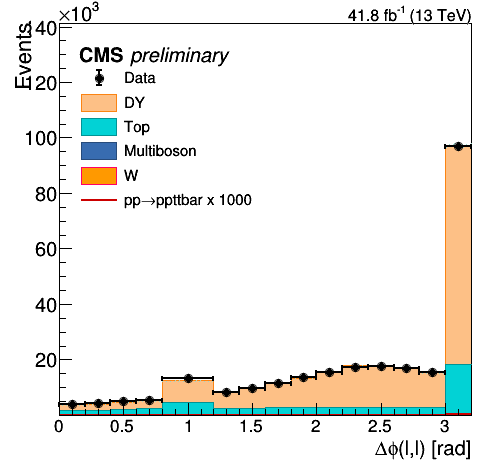 ×10³
41.8 fb⁻¹ (13 TeV)
Events
140
120
100
80
60
40
20
CMS preliminary
Data
DY
Top
Multiboson
W
pp→ppttbar x 1000
0 0.5 1 1.5 2 2.5 3
Δϕ(l,l) [rad]